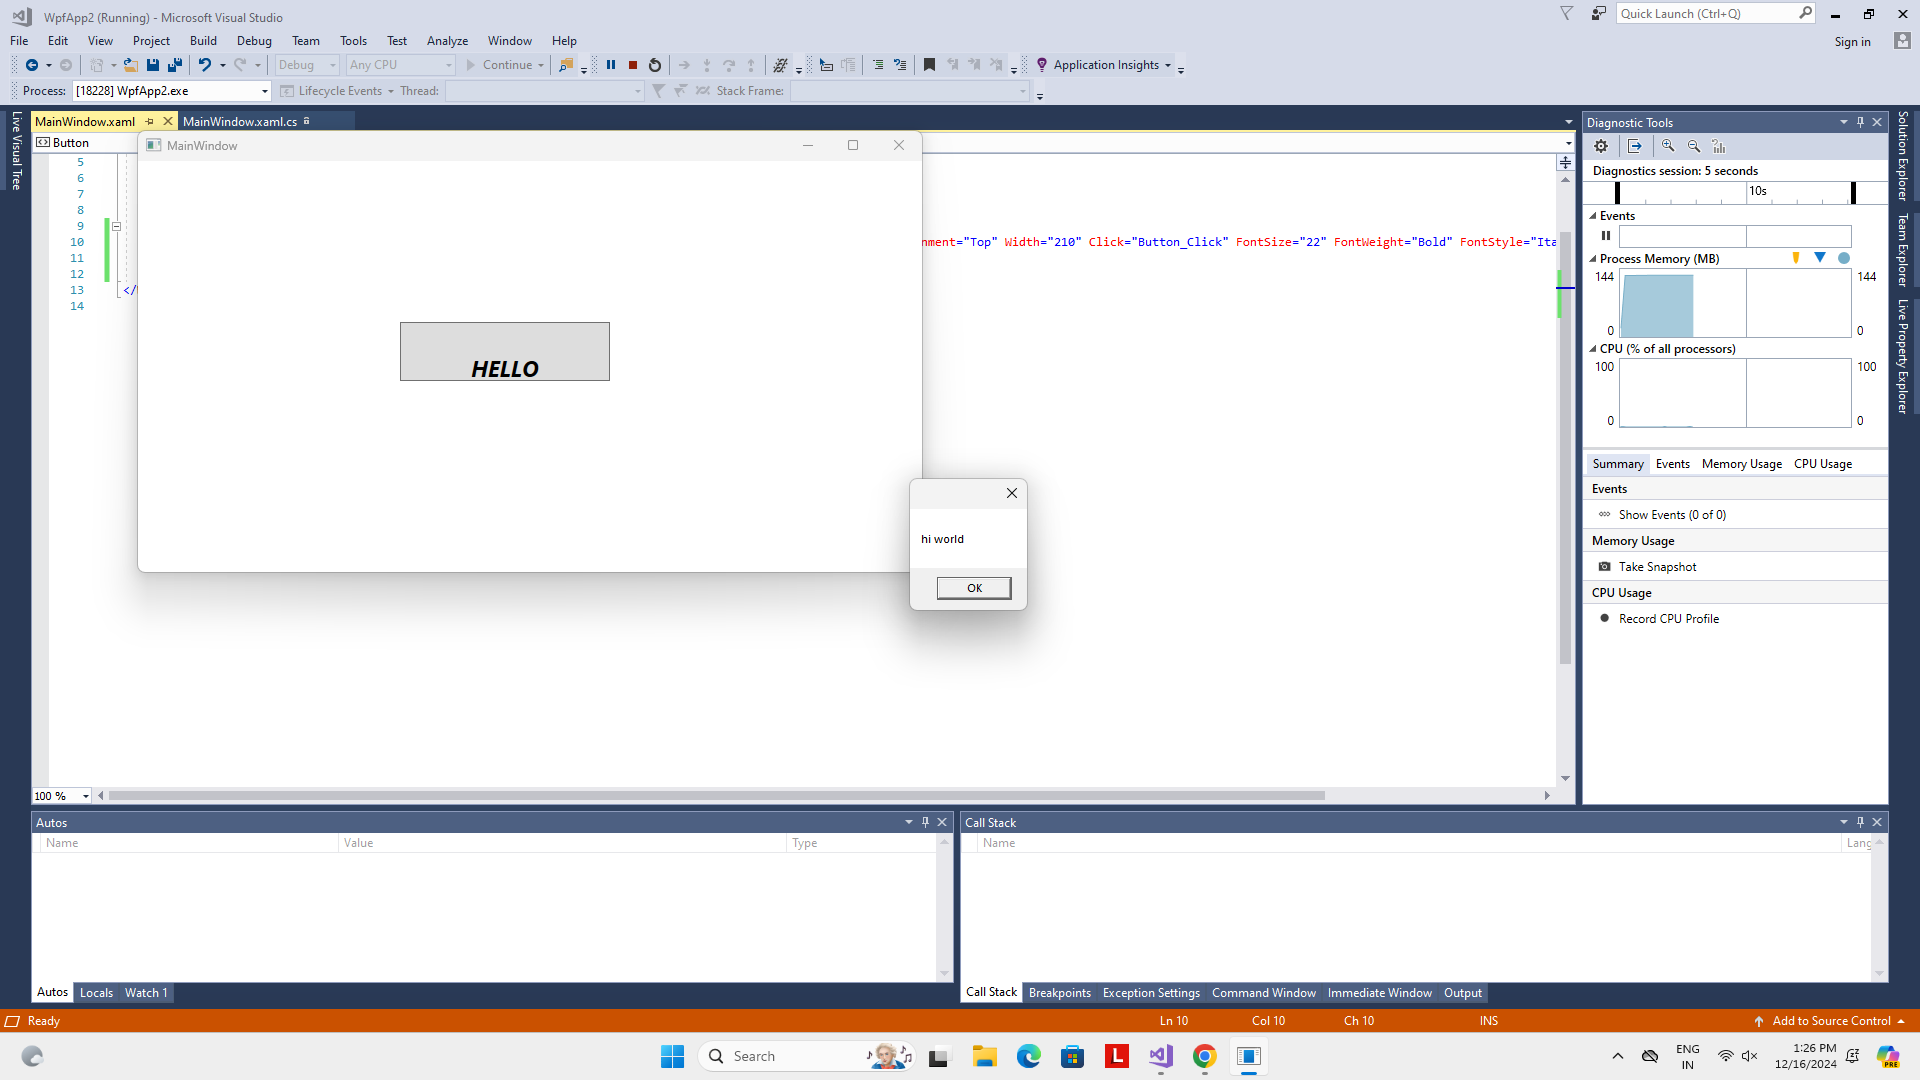 WpfApp2 (Running) - Microsoft Visual Studio
Quick Launch (Ctrl+Q)
File Edit View Project Build Debug Team Tools Test Analyze Window Help
Sign in
Debug Any CPU Continue Application Insights
Process: [18228] WpfApp2.exe Lifecycle Events Thread: Stack Frame:
MainWindow.xaml MainWindow.xaml.cs
Live Visual Tree
Button
MainWindow
5
6
7
8
9
10 nment="Top" Width="210" Click="Button_Click" FontSize="22" FontWeight="Bold" FontStyle="Ita
11
12
13 </
14
HELLO
hi world
OK
100 %
Diagnostic Tools
Diagnostics session: 5 seconds
10s
Events
Process Memory (MB)
144 144
0 0
CPU (% of all processors)
100 100
0 0
Summary Events Memory Usage CPU Usage
Events
Show Events (0 of 0)
Memory Usage
Take Snapshot
CPU Usage
Record CPU Profile
Solution Explorer
Team Explorer
Live Property Explorer
Autos
Name Value Type
Autos Locals Watch 1
Call Stack
Name Lang
Call Stack Breakpoints Exception Settings Command Window Immediate Window Output
Ready Ln 10 Col 10 Ch 10 INS Add to Source Control
Search
L
PRE
ENG
IN
1:26 PM
12/16/2024